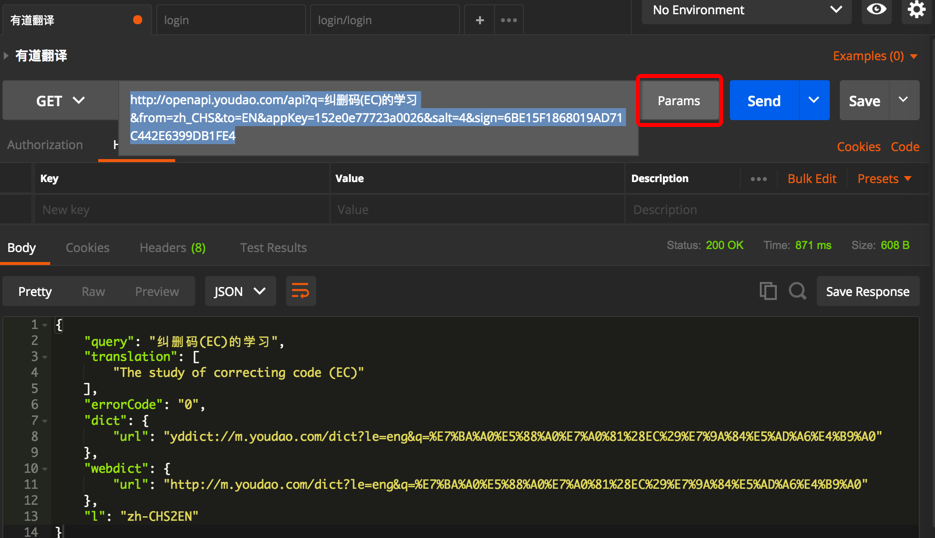 有道翻译
login
login/login
No Environment
有道翻译
Examples (0)
GET
http://openapi.youdao.com/api?q=纠删码(EC)的学习
&from=zh_CHS&to=EN&appKey=152e0e77723a0026&salt=4&sign=6BE15F1868019AD71
C442E6399DB1FE4
Params
Send
Save
Authorization
Cookies Code
Key Value Description
Bulk Edit Presets
New key Value Description
Body Cookies Headers (8) Test Results
Status: 200 OK Time: 871 ms Size: 608 B
Pretty Raw Preview JSON Save Response
1 {
2 "query": "纠删码(EC)的学习",
3 "translation": [
4 "The study of correcting code (EC)"
5 ],
6 "errorCode": "0",
7 "dict": {
8 "url": "yddict://m.youdao.com/dict?le=eng&q=%E7%BA%A0%E5%88%A0%E7%A0%81%28EC%29%E7%9A%84%E5%AD%A6%E4%B9%A0"
9 },
10 "webdict": {
11 "url": "http://m.youdao.com/dict?le=eng&q=%E7%BA%A0%E5%88%A0%E7%A0%81%28EC%29%E7%9A%84%E5%AD%A6%E4%B9%A0"
12 },
13 "l": "zh-CHS2EN"
14 }